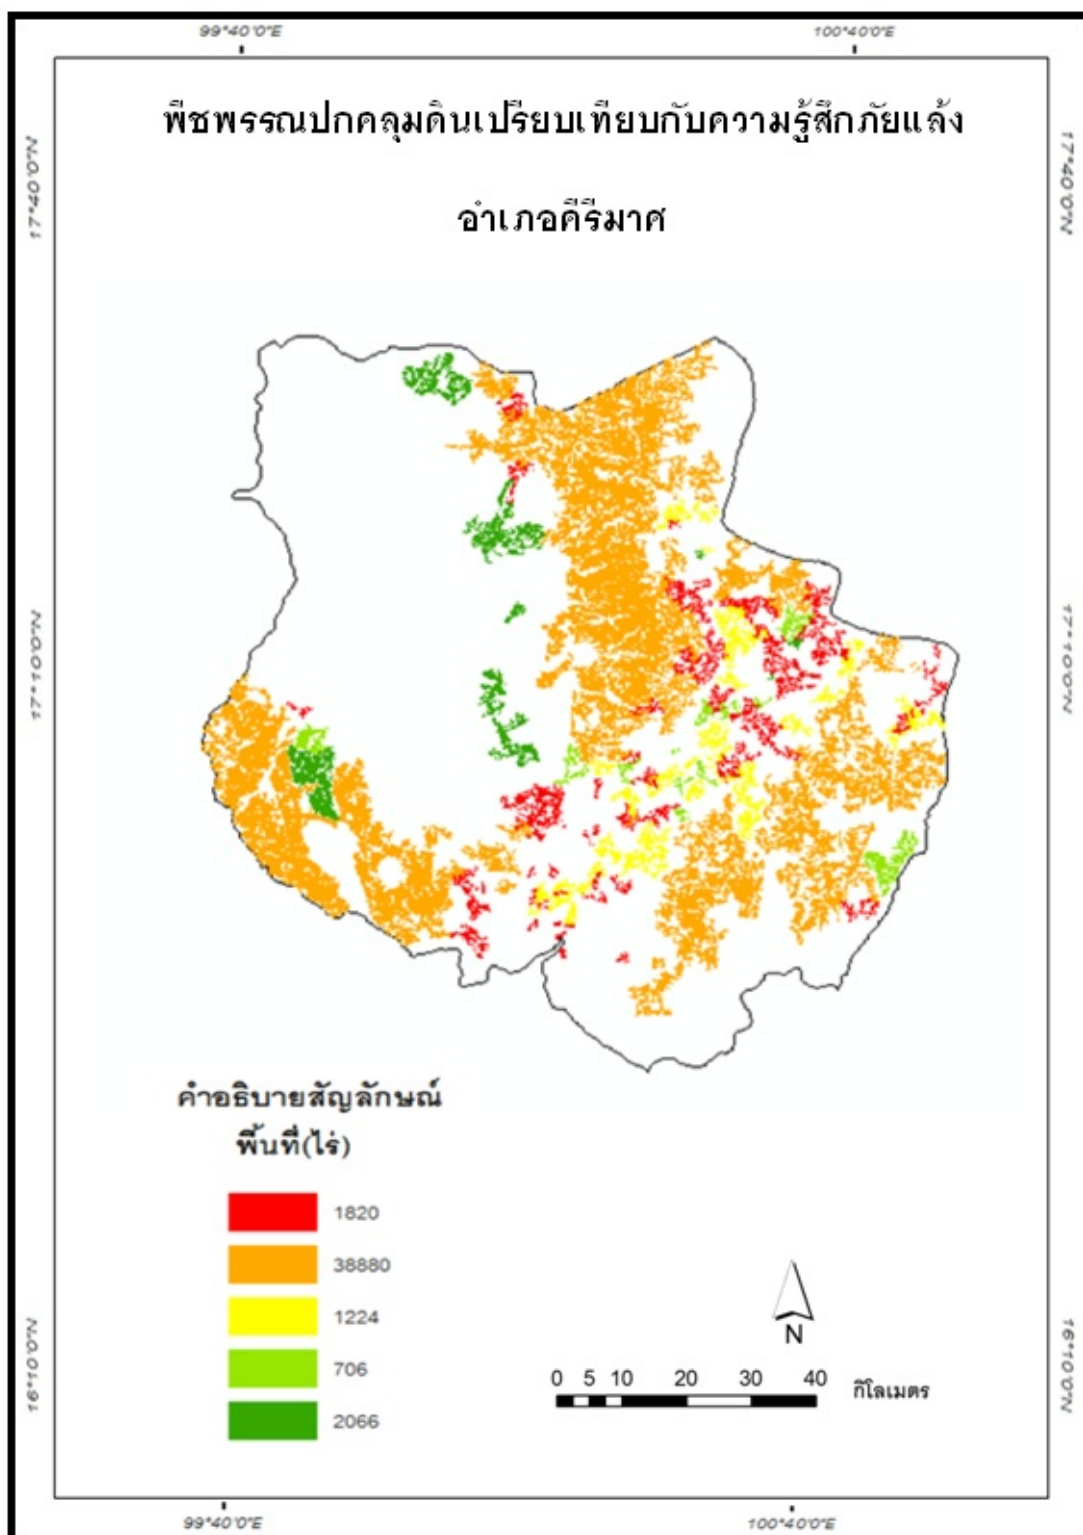 99°40'0"E 100°40'0"E
พืชพรรณปกคลุมดินเปรียบเทียบกับความรู้สึกภัยแล้ง
อำเภอคีรีมาศ
17°40'0"N 17°40'0"N
17°10'0"N 17°10'0"N
คำอธิบายสัญลักษณ์
พื้นที่(ไร่)
1820
38880
1224
706
2066
N
0 5 10 20 30 40 กิโลเมตร
16°10'0"N 16°10'0"N
99°40'0"E 100°40'0"E